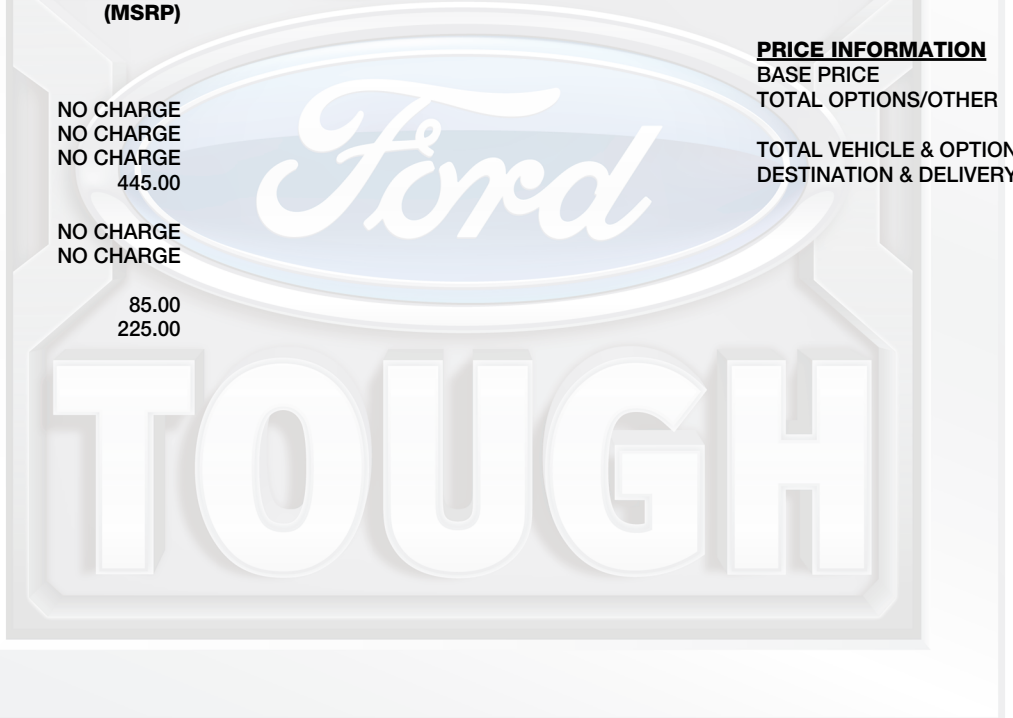 (MSRP)
NO CHARGE
NO CHARGE
NO CHARGE
445.00
NO CHARGE
NO CHARGE
85.00
225.00
PRICE INFORMATION
BASE PRICE
TOTAL OPTIONS/OTHER
TOTAL VEHICLE & OPTION
DESTINATION & DELIVERY
Ford
TOUGH